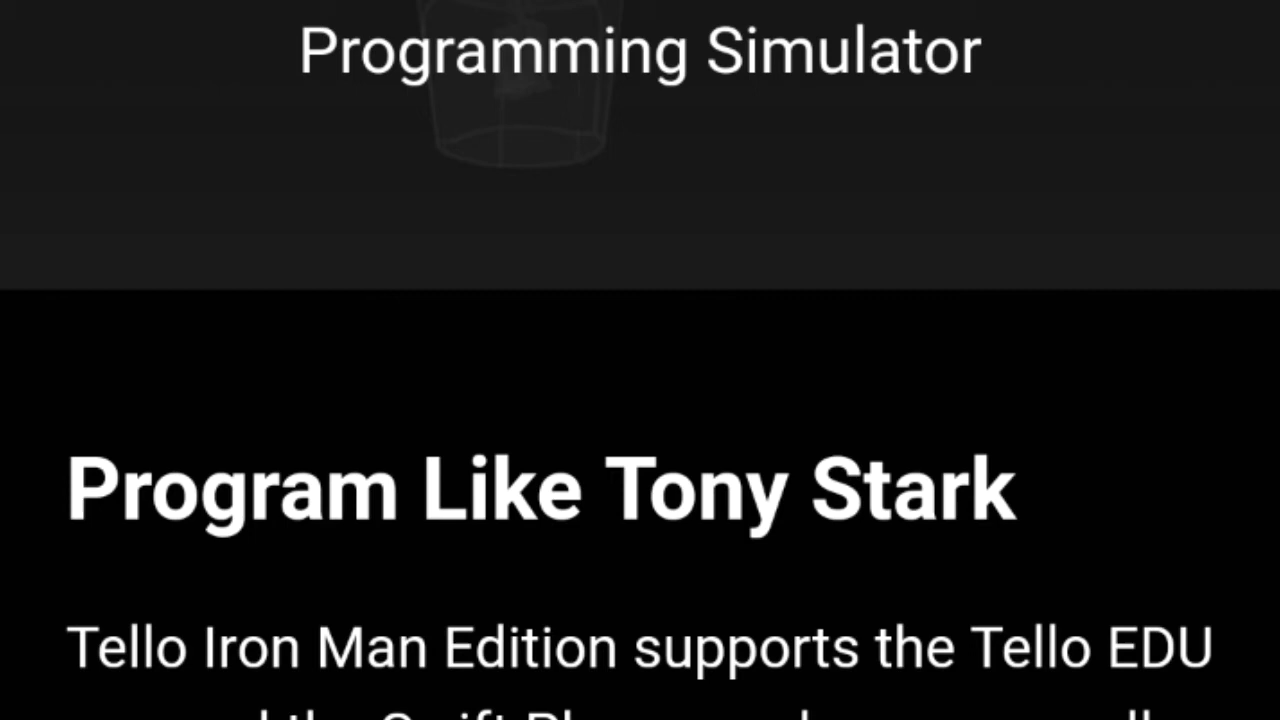 Programming Simulator
Program Like Tony Stark
Tello Iron Man Edition supports the Tello EDU